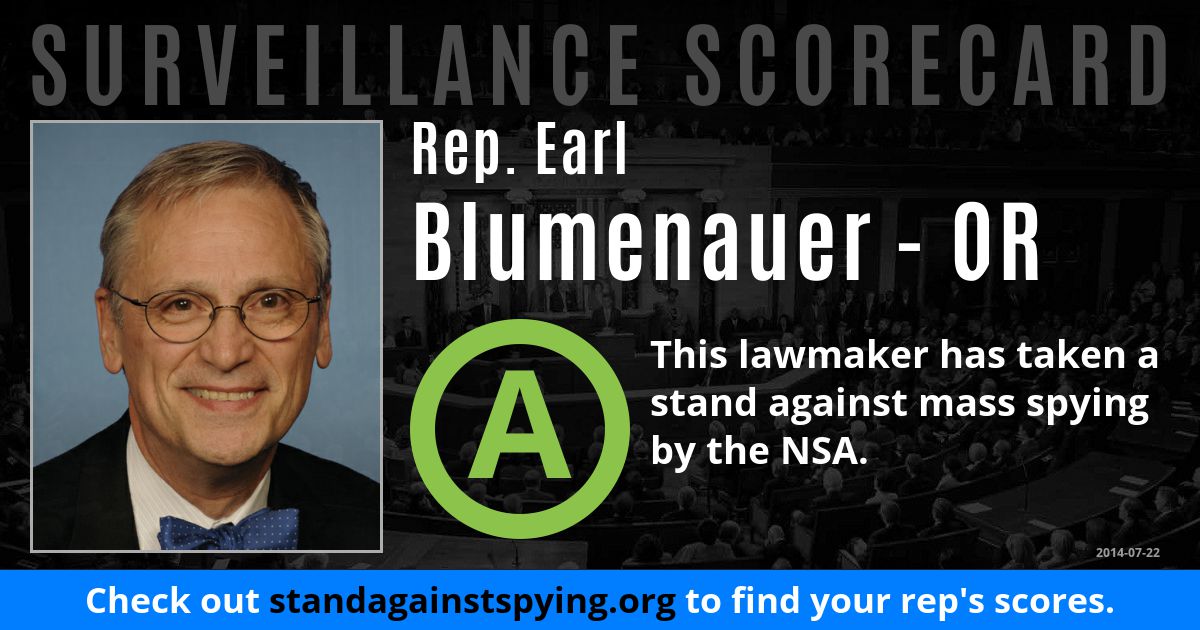 SURVEILLANCE SCORECARD
Rep. Earl
Blumenauer - OR
A
This lawmaker has taken a
stand against mass spying
by the NSA.
2014-07-22
Check out standagainstspying.org to find your rep's scores.